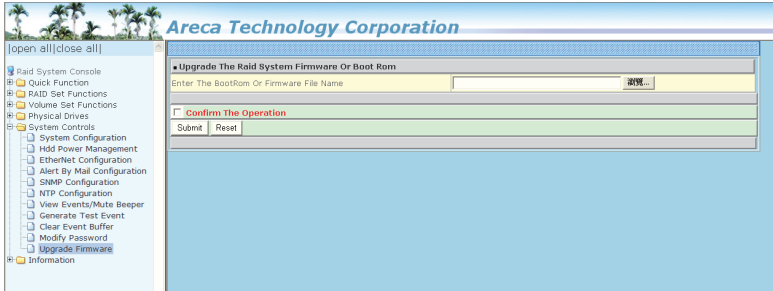 Areca Technology Corporation
|open all|close all|
Raid System Console
Quick Function
RAID Set Functions
Volume Set Functions
Physical Drives
System Controls
System Configuration
Hdd Power Management
EtherNet Configuration
Alert By Mail Configuration
SNMP Configuration
NTP Configuration
View Events/Mute Beeper
Generate Test Event
Clear Event Buffer
Modify Password
Upgrade Firmware
Information
Upgrade The Raid System Firmware Or Boot Rom
Enter The BootRom Or Firmware File Name
瀏覽...
Confirm The Operation
Submit Reset